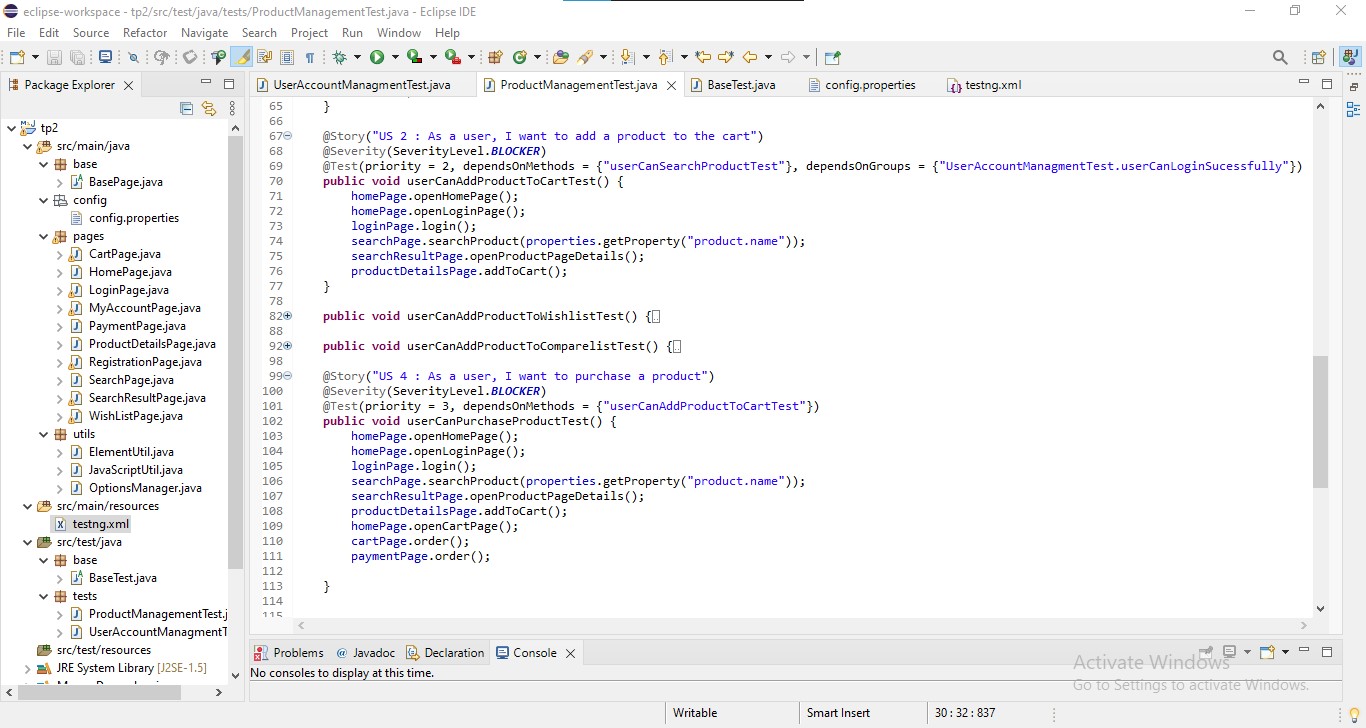 eclipse-workspace - tp2/src/test/java/tests/ProductManagementTest.java - Eclipse IDE
File Edit Source Refactor Navigate Search Project Run Window Help
Package Explorer
UserAccountManagmentTest.java ProductManagementTest.java BaseTest.java config.properties testng.xml
tp2
src/main/java
base
BasePage.java
config
config.properties
pages
CartPage.java
HomePage.java
LoginPage.java
MyAccountPage.java
PaymentPage.java
ProductDetailsPage.java
RegistrationPage.java
SearchPage.java
SearchResultPage.java
WishListPage.java
utils
ElementUtil.java
JavaScriptUtil.java
OptionsManager.java
src/main/resources
testng.xml
src/test/java
base
BaseTest.java
tests
ProductManagementTest.j
UserAccountManagmentT
src/test/resources
JRE System Library [J2SE-1.5]
65 }
66
67 @Story("US 2 : As a user, I want to add a product to the cart")
68 @Severity(SeverityLevel.BLOCKER)
69 @Test(priority = 2, dependsOnMethods = {"userCanSearchProductTest"}, dependsOnGroups = {"UserAccountManagmentTest.userCanLoginSucessfully"})
70 public void userCanAddProductToCartTest() {
71 homePage.openHomePage();
72 homePage.openLoginPage();
73 loginPage.login();
74 searchPage.searchProduct(properties.getProperty("product.name"));
75 searchResultPage.openProductPageDetails();
76 productDetailsPage.addToCart();
77 }
78
82 public void userCanAddProductToWishlistTest() {
88
92 public void userCanAddProductToComparelistTest() {
98
99 @Story("US 4 : As a user, I want to purchase a product")
100 @Severity(SeverityLevel.BLOCKER)
101 @Test(priority = 3, dependsOnMethods = {"userCanAddProductToCartTest"})
102 public void userCanPurchaseProductTest() {
103 homePage.openHomePage();
104 homePage.openLoginPage();
105 loginPage.login();
106 searchPage.searchProduct(properties.getProperty("product.name"));
107 searchResultPage.openProductPageDetails();
108 productDetailsPage.addToCart();
109 homePage.openCartPage();
110 cartPage.order();
111 paymentPage.order();
112
113 }
114
115
Problems Javadoc Declaration Console
No consoles to display at this time.
Activate Windows
Go to Settings to activate Windows.
Writable Smart Insert 30 : 32 : 837